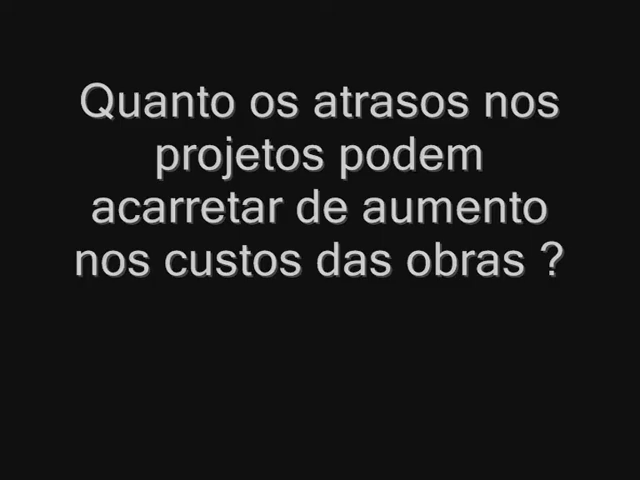 Quanto os atrasos nos
projetos podem
acarretar de aumento
nos custos das obras ?